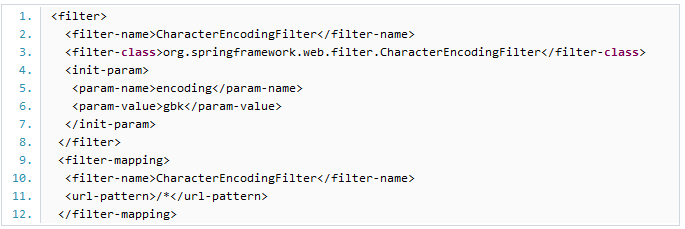 1. <filter>
2. <filter-name>CharacterEncodingFilter</filter-name>
3. <filter-class>org.springframework.web.filter.CharacterEncodingFilter</filter-class>
4. <init-param>
5. <param-name>encoding</param-name>
6. <param-value>gbk</param-value>
7. </init-param>
8. </filter>
9. <filter-mapping>
10. <filter-name>CharacterEncodingFilter</filter-name>
11. <url-pattern>/*</url-pattern>
12. </filter-mapping>